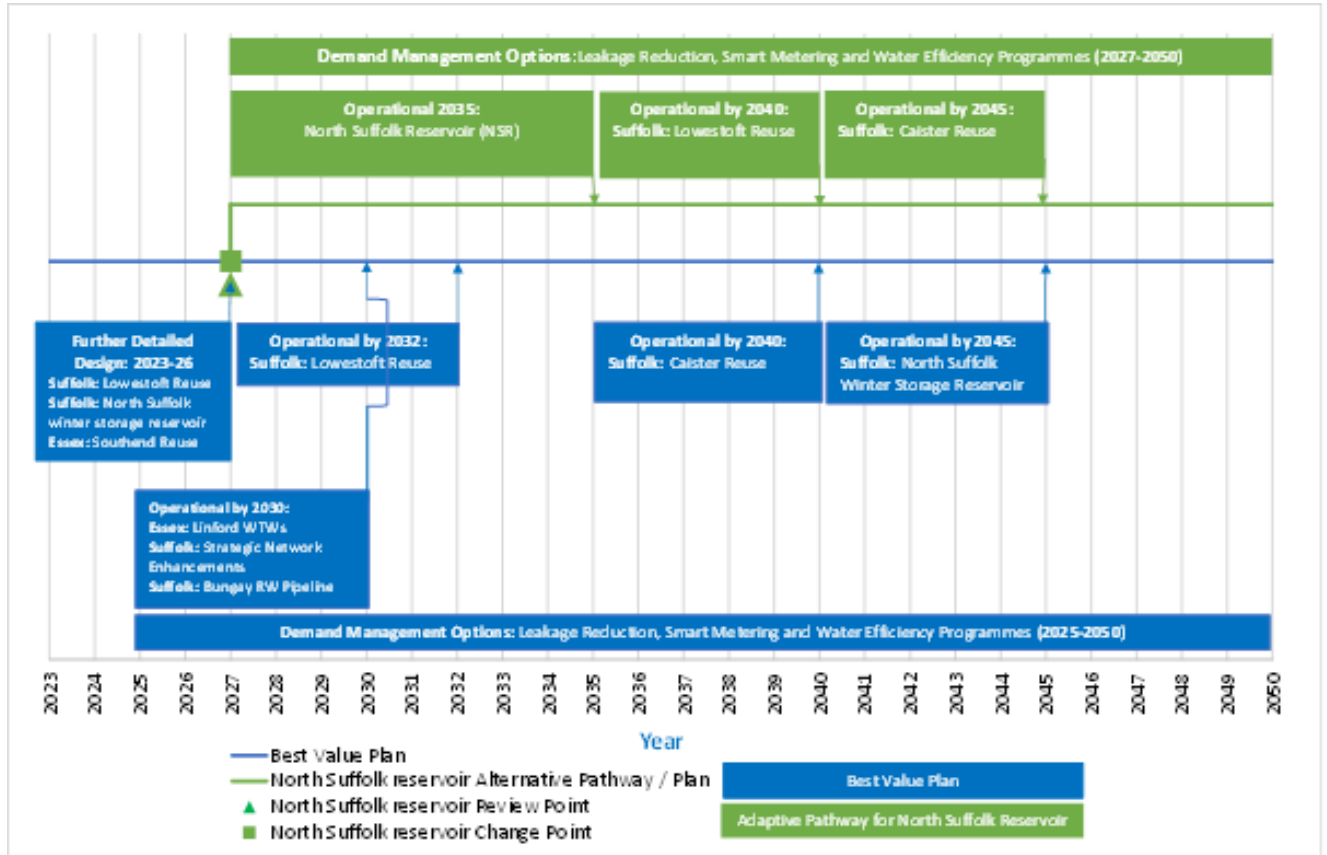 Demand Management Options: Leakage Reduction, Smart Metering and Water Efficiency Programmes (2027-2050)
Operational 2035:
North Suffolk Reservoir (NSR)
Operational by 2040:
Suffolk: Lowestoft Reuse
Operational by 2045:
Suffolk: Caister Reuse
Further Detailed
Design: 2023-26
Suffolk: Lowestoft Reuse
Suffolk: North Suffolk
winter storage reservoir
Essex: Southend Reuse
Operational by 2032:
Suffolk: Lowestoft Reuse
Operational by 2040:
Suffolk: Caister Reuse
Operational by 2045:
Suffolk: North Suffolk
Winter Storage Reservoir
Operational by 2030:
Essex: Linford WTWs
Suffolk: Strategic Network
Enhancements
Suffolk: Bungay RW Pipeline
Demand Management Options: Leakage Reduction, Smart Metering and Water Efficiency Programmes (2025-2050)
2023
2024
2025
2026
2027
2028
2029
2030
2031
2032
2033
2034
2035
2036
2037
2038
2039
2040
2041
2042
2043
2044
2045
2046
2047
2048
2049
2050
Year
Best Value Plan
North Suffolk reservoir Alternative Pathway / Plan
North Suffolk reservoir Review Point
North Suffolk reservoir Change Point
Best Value Plan
Adaptive Pathway for North Suffolk Reservoir